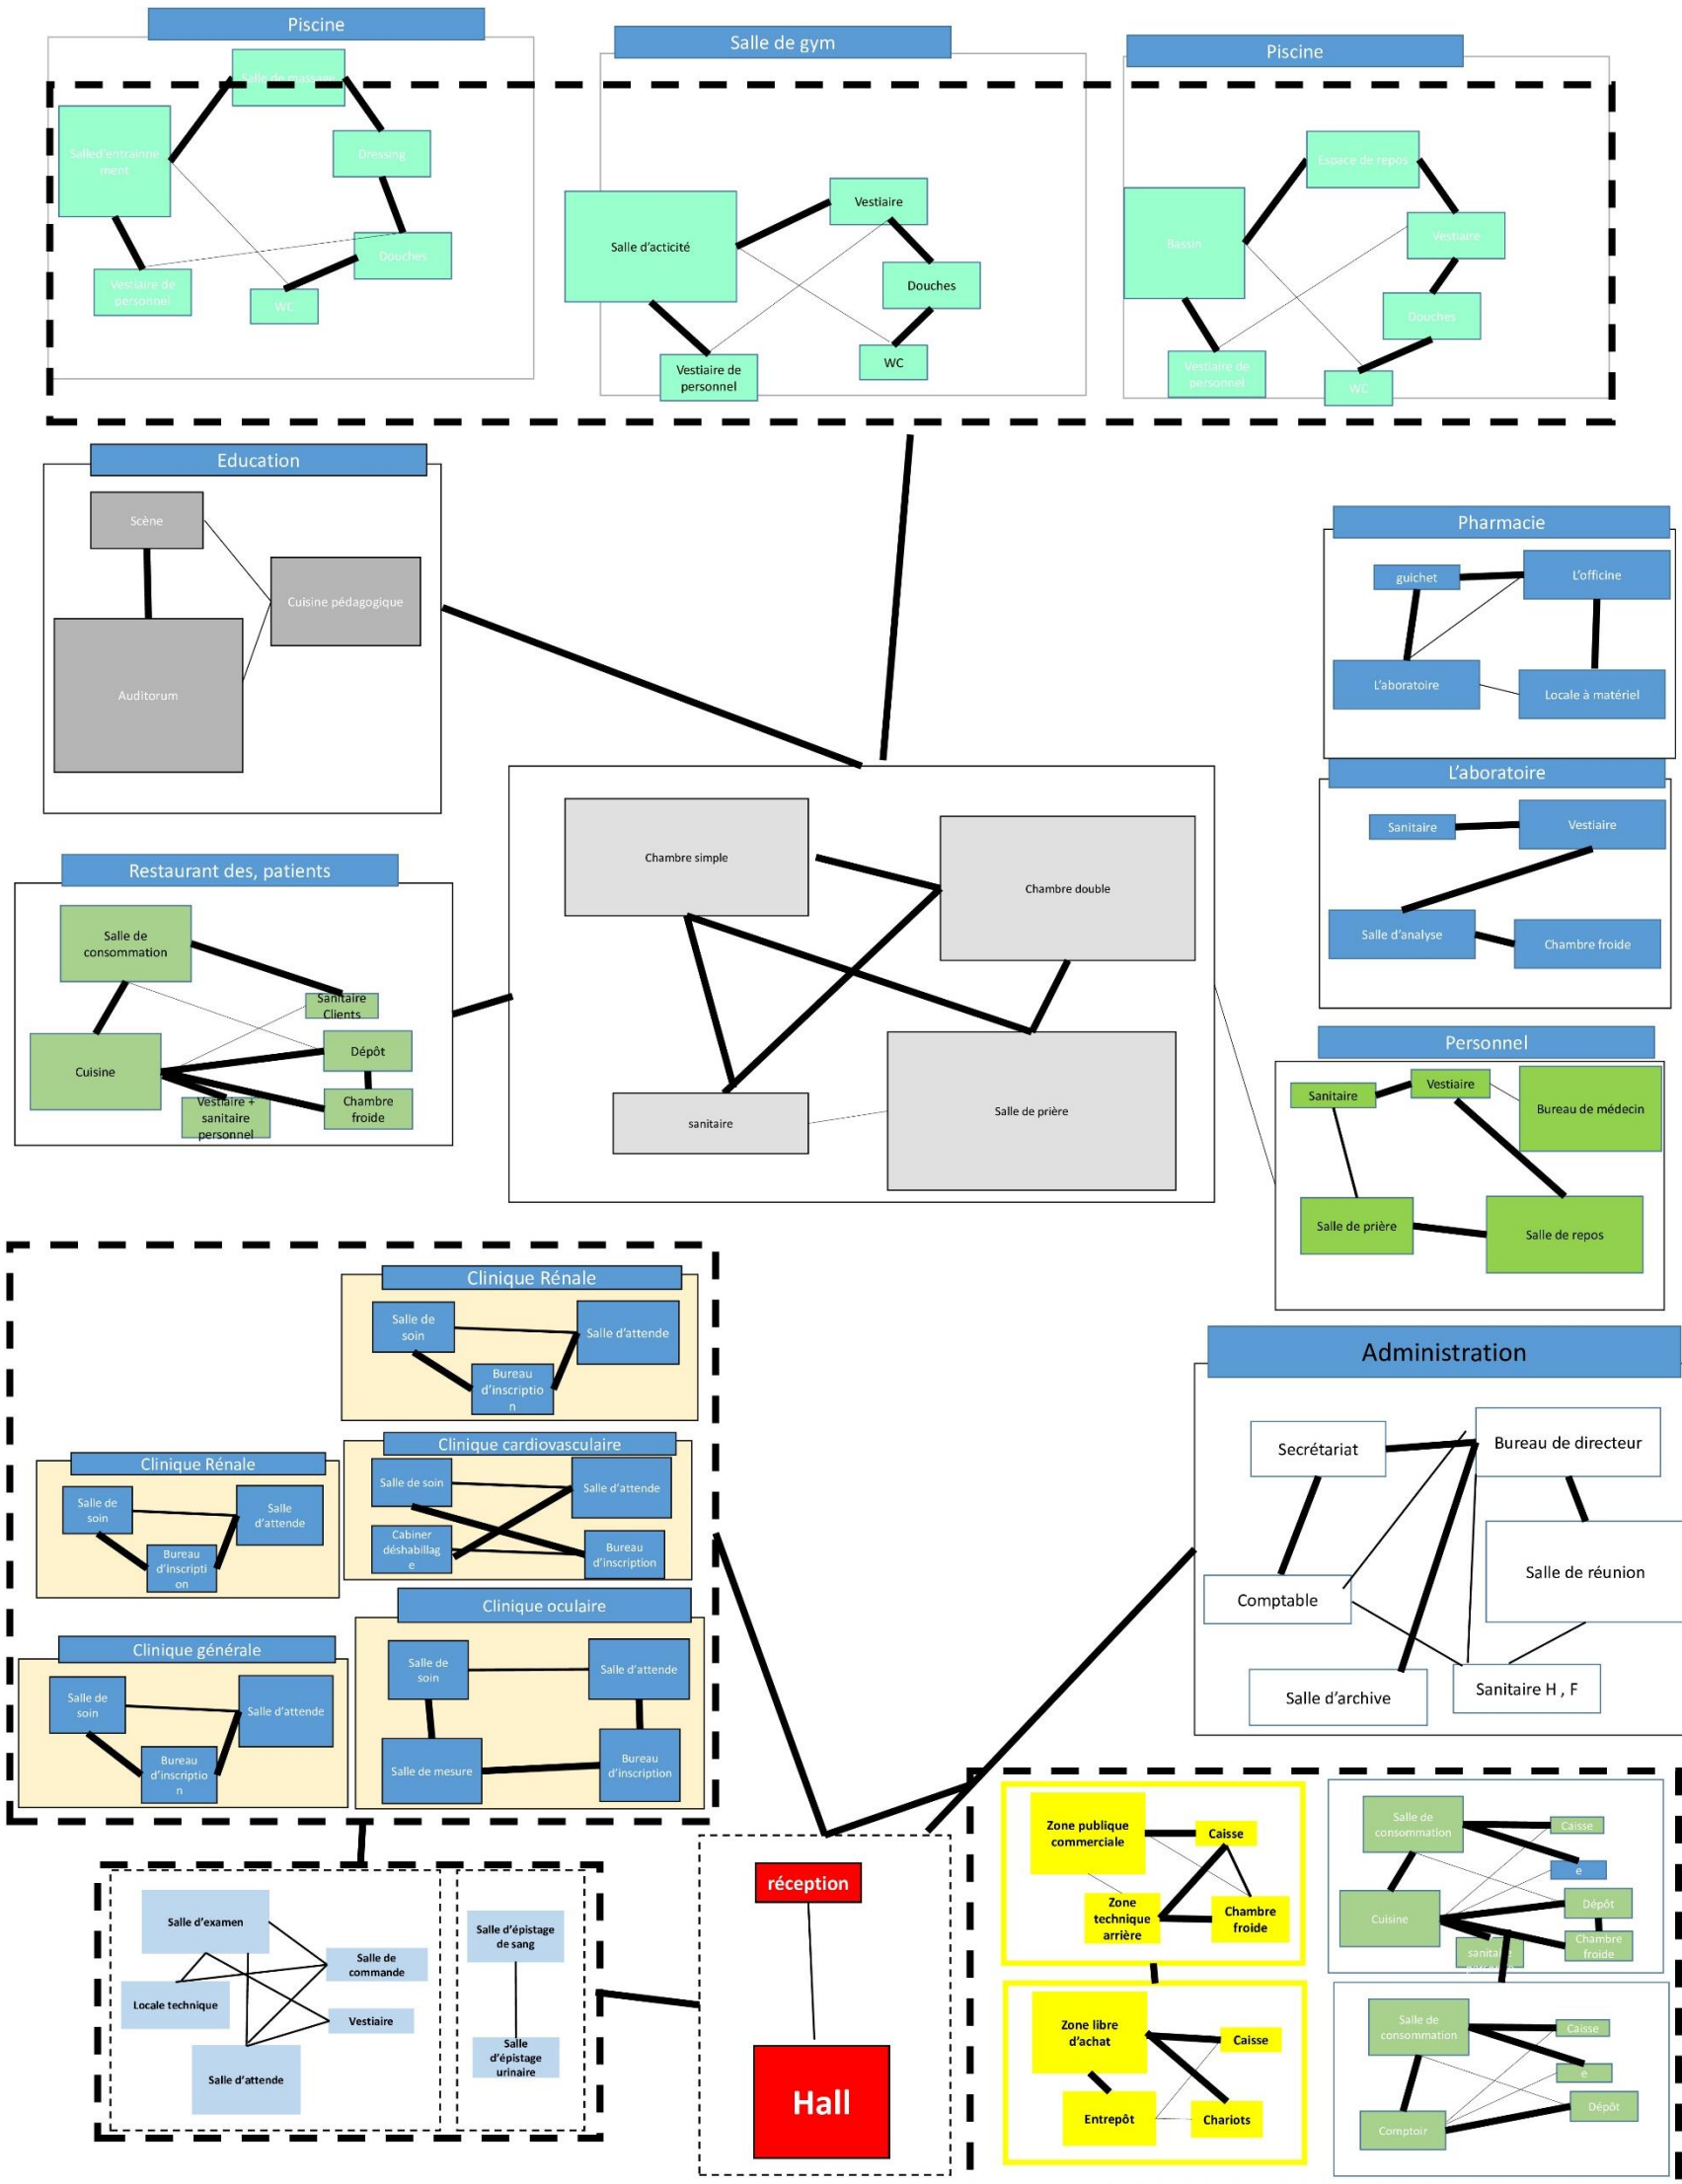 Piscine
Salle de massage
Salled'entrainne
ment
Dressing
Douches
Vestiaire de
personnel
WC
Salle de gym
Salle d'acticité
Vestiaire
Douches
Vestiaire de
personnel
WC
Piscine
Espace de repos
Bassin
Vestiaire
Douches
Vestiaire de
personnel
WC
Education
Scène
Cuisine pédagogique
Auditorum
Pharmacie
guichet
L'officine
L'aboratoire
Locale à matériel
L'aboratoire
Sanitaire
Vestiaire
Salle d'analyse
Chambre froide
Restaurant des, patients
Salle de
consommation
Sanitaire
Clients
Dépôt
Cuisine
Vestiaire +
sanitaire
personnel
Chambre
froide
Chambre simple
Chambre double
sanitaire
Salle de prière
Personnel
Sanitaire
Vestiaire
Bureau de médecin
Salle de prière
Salle de repos
Clinique Rénale
Salle de
soin
Salle d'attende
Bureau
d'inscriptio
n
Clinique Rénale
Salle de
soin
Salle
d'attende
Bureau
d'inscripti
on
Clinique cardiovasculaire
Salle de soin
Salle d'attende
Cabiner
déshabillag
e
Bureau
d'inscription
Clinique générale
Salle de
soin
Salle d'attende
Bureau
d'inscriptio
n
Clinique oculaire
Salle de
soin
Salle d'attende
Salle de mesure
Bureau
d'inscription
Administration
Secrétariat
Bureau de directeur
Salle de réunion
Comptable
Salle d'archive
Sanitaire H , F
Salle d'examen
Salle de
commande
Locale technique
Vestiaire
Salle d'attende
Salle d'épistage
de sang
Salle
d'épistage
urinaire
réception
Hall
Zone publique
commerciale
Caisse
Zone
technique
arrière
Chambre
froide
Zone libre
d'achat
Caisse
Entrepôt
Chariots
Salle de
consommation
Caisse
e
Dépôt
Cuisine
Chambre
froide
Salle de
consommation
Caisse
e
Dépôt
Comptoir